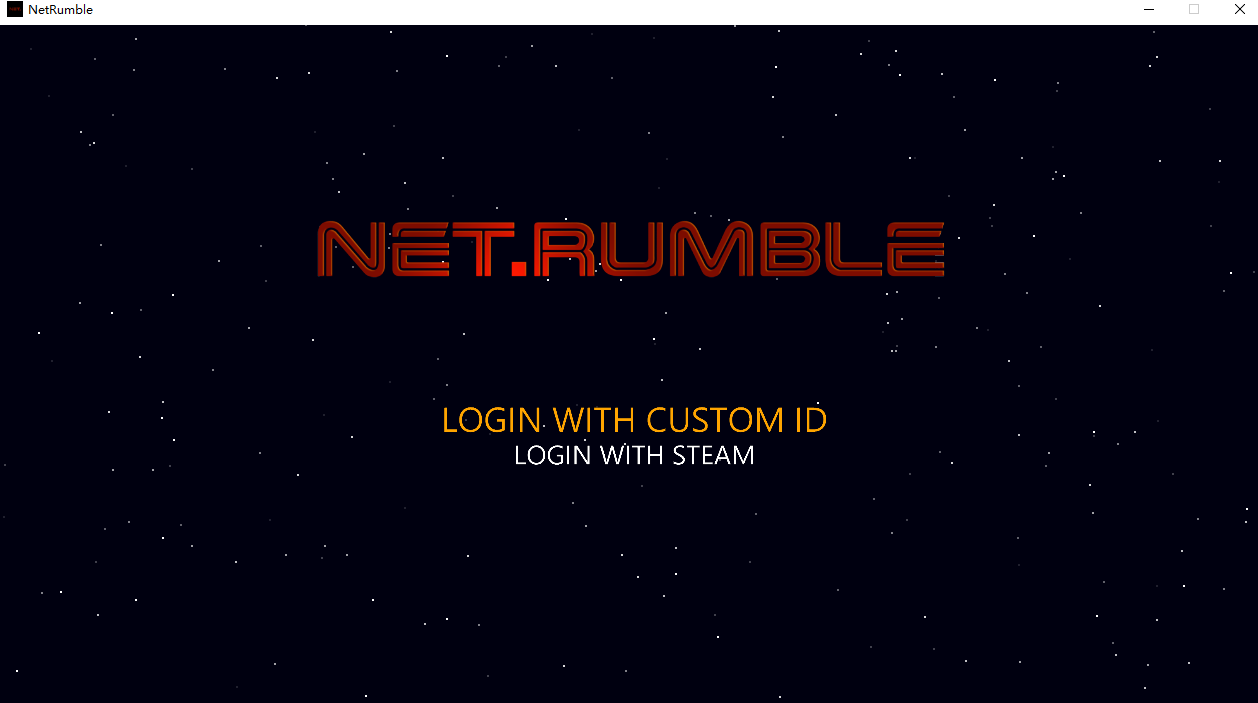 NetRumble
NET.RUMBLE
LOGIN WITH CUSTOM ID
LOGIN WITH STEAM